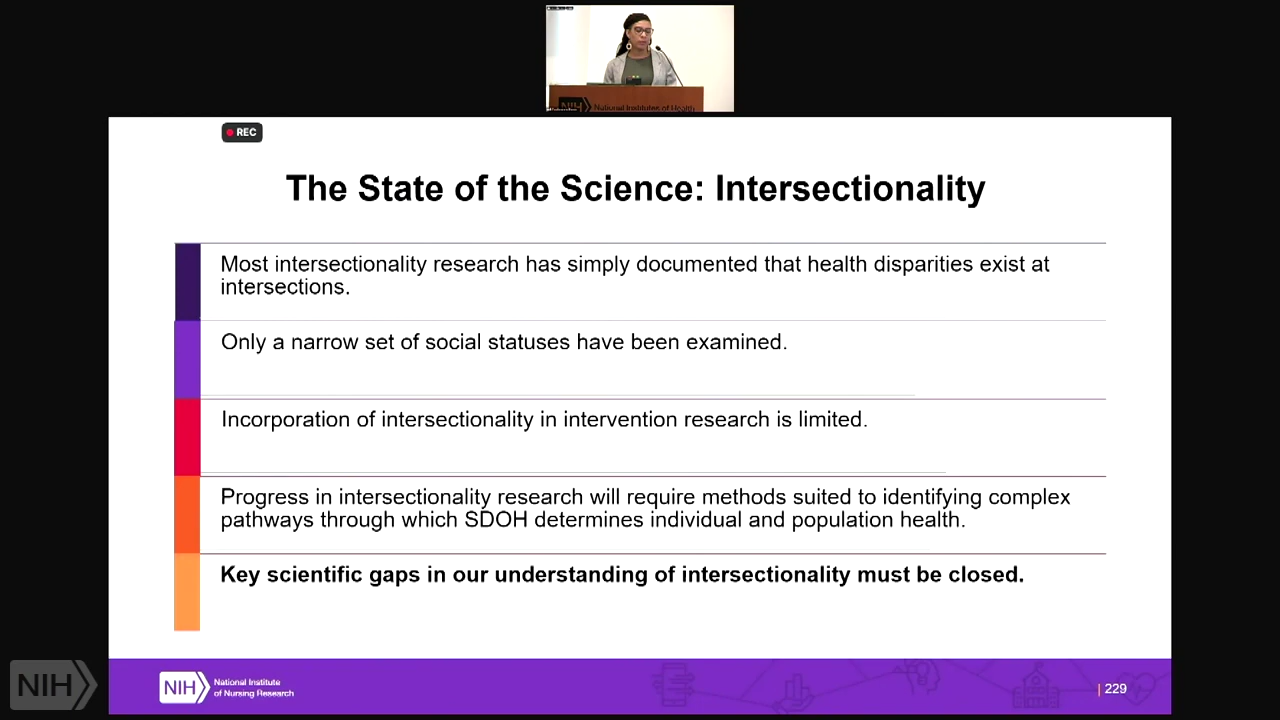 NIH National Institutes of Health
REC
The State of the Science: Intersectionality
Most intersectionality research has simply documented that health disparities exist at
intersections.
Only a narrow set of social statuses have been examined.
Incorporation of intersectionality in intervention research is limited.
Progress in intersectionality research will require methods suited to identifying complex
pathways through which SDOH determines individual and population health.
Key scientific gaps in our understanding of intersectionality must be closed.
NIH
NIH
National Institute
of Nursing Research
229